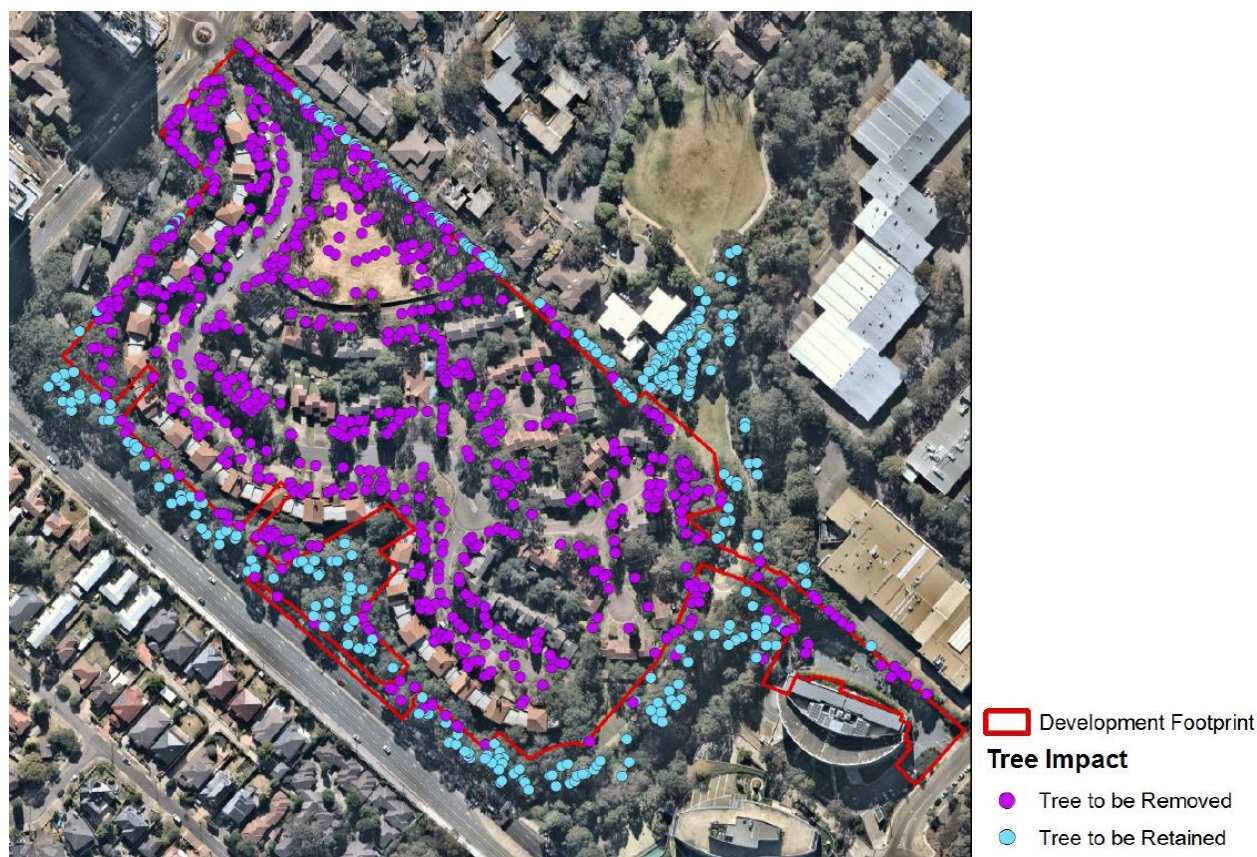 Development Footprint
Tree Impact
Tree to be Removed
Tree to be Retained